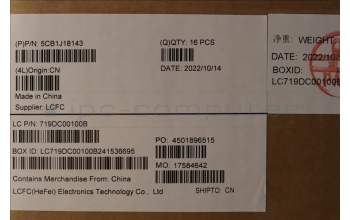 (P)P/N: 5CB1J18143
(Q)QTY: 16 PCS
(4L)Origin:CN
DATE: 2022/10/14
Made in China
Supplier: LCFC
净重: WEIGHT:
DATE: 2022/10/
BOXID:
LC719DC00100B
LC P/N: 719DC00100B
PO: 4501896515
BOX ID: LC719DC00100B241536695
MO: 17584642
Contains Merchandise From: China
LCFC(HeFei) Electronics Technology Co., Ltd
SHIPTO: CN